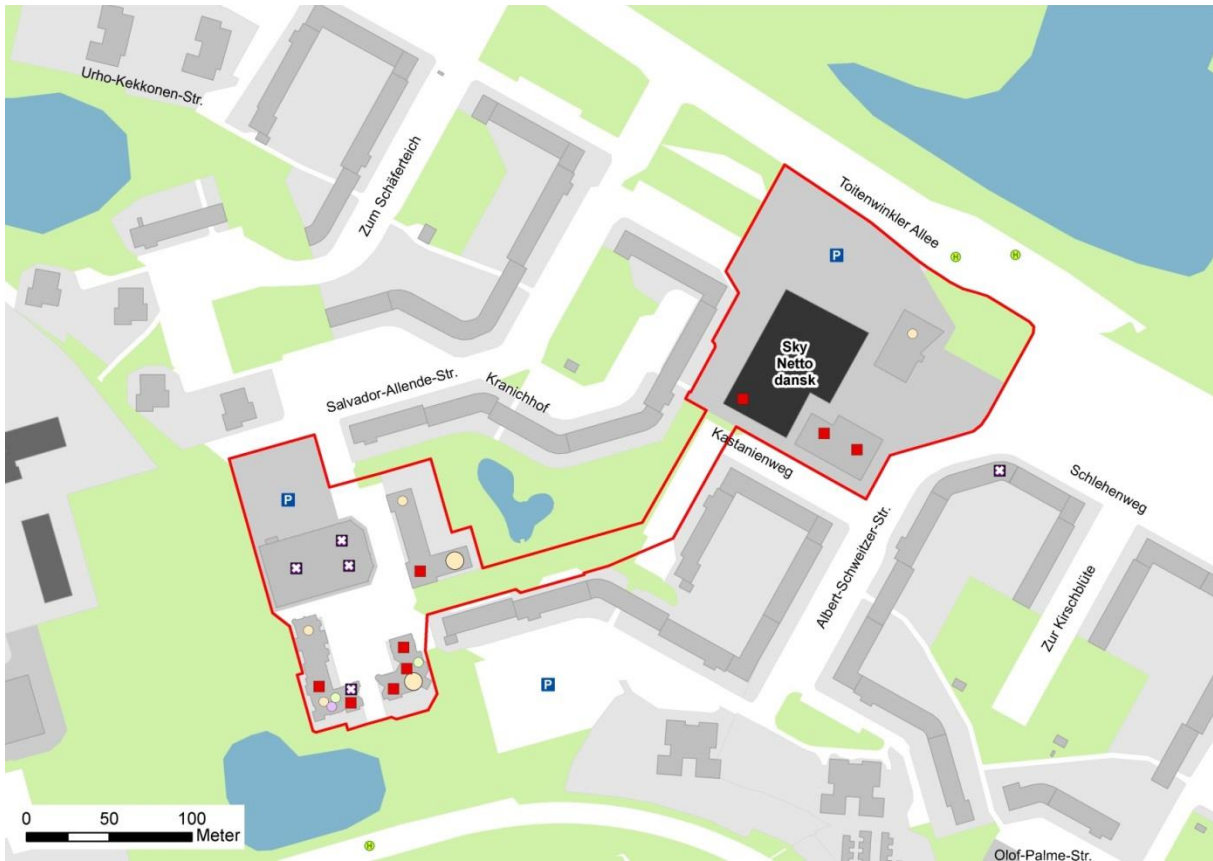 Urho-Kekkonen-Str.
Zum Schäferteich
Toitenwinkler Allee
H
H
P
Sky
Netto
dansk
Salvador-Allende-Str.
Kranichhof
Kastanienweg
Schlehenweg
P
Albert-Schweitzer-Str.
Zur Kirschblüte
P
0 50 100
Meter
H
Olof-Palme-Str.